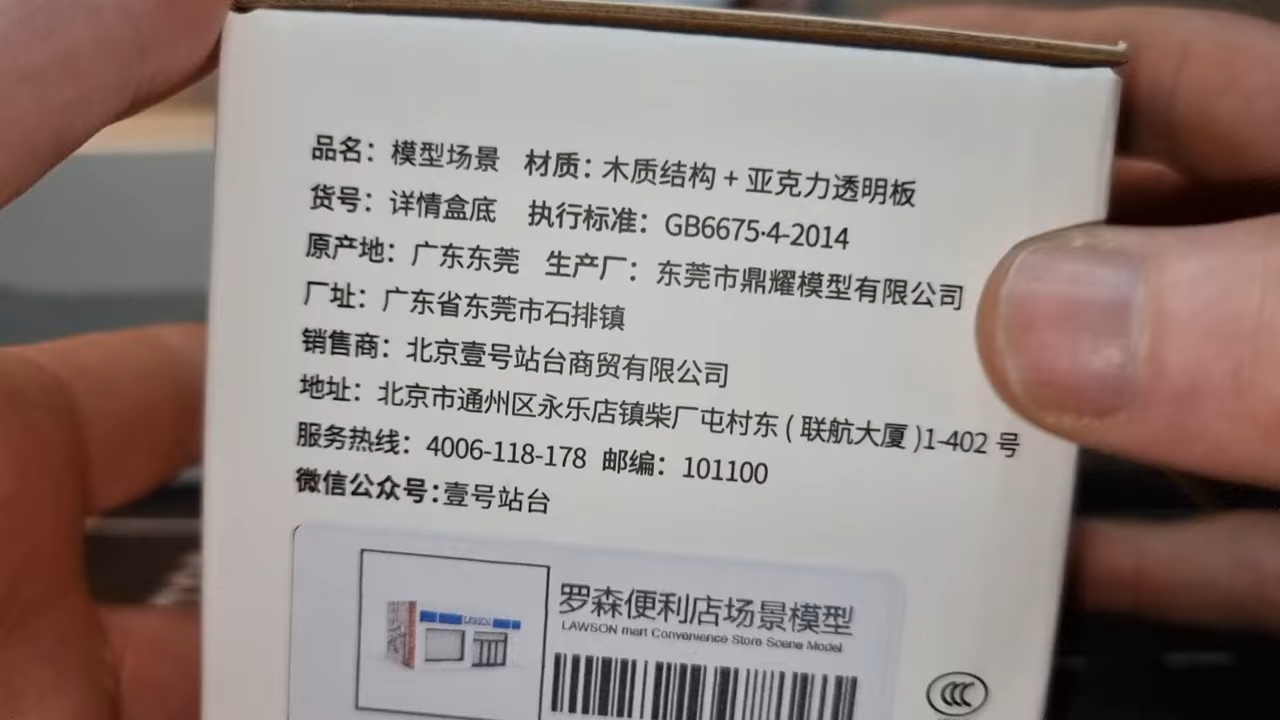 品名：模型场景 材质：木质结构 + 亚克力透明板
货号：详情盒底 执行标准：GB6675·4-2014
原产地：广东东莞 生产厂：东莞市鼎耀模型有限公司
厂址：广东省东莞市石排镇
销售商：北京壹号站台商贸有限公司
地址：北京市通州区永乐店镇柴厂屯村东 ( 联航大厦 )1-402 号
服务热线：4006-118-178 邮编：101100
微信公众号：壹号站台
罗森便利店场景模型
LAWSON mart Convenience Store Scene Model
LAWSON